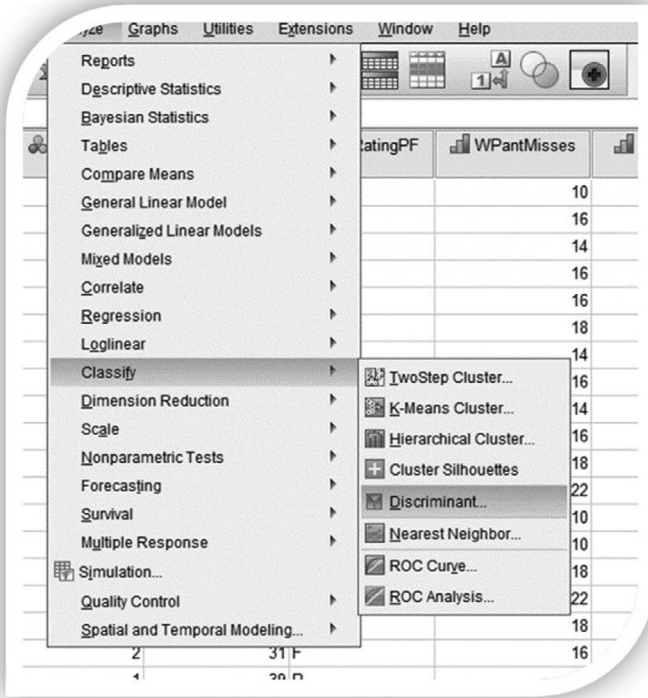 Graphs Utilities Extensions Window Help
Reports
Descriptive Statistics
Bayesian Statistics
Tables
Compare Means
General Linear Model
Generalized Linear Models
Mixed Models
Correlate
Regression
Loglinear
Classify
Dimension Reduction
Scale
Nonparametric Tests
Forecasting
Survival
Multiple Response
Simulation...
Quality Control
Spatial and Temporal Modeling...
TwoStep Cluster...
K-Means Cluster...
Hierarchical Cluster...
Cluster Silhouettes
Discriminant...
Nearest Neighbor...
ROC Curve...
ROC Analysis...
A
1
RatingPF WPantMisses
10
16
14
16
16
18
14
16
14
16
18
22
10
10
18
22
18
2 31 F 16
1 39